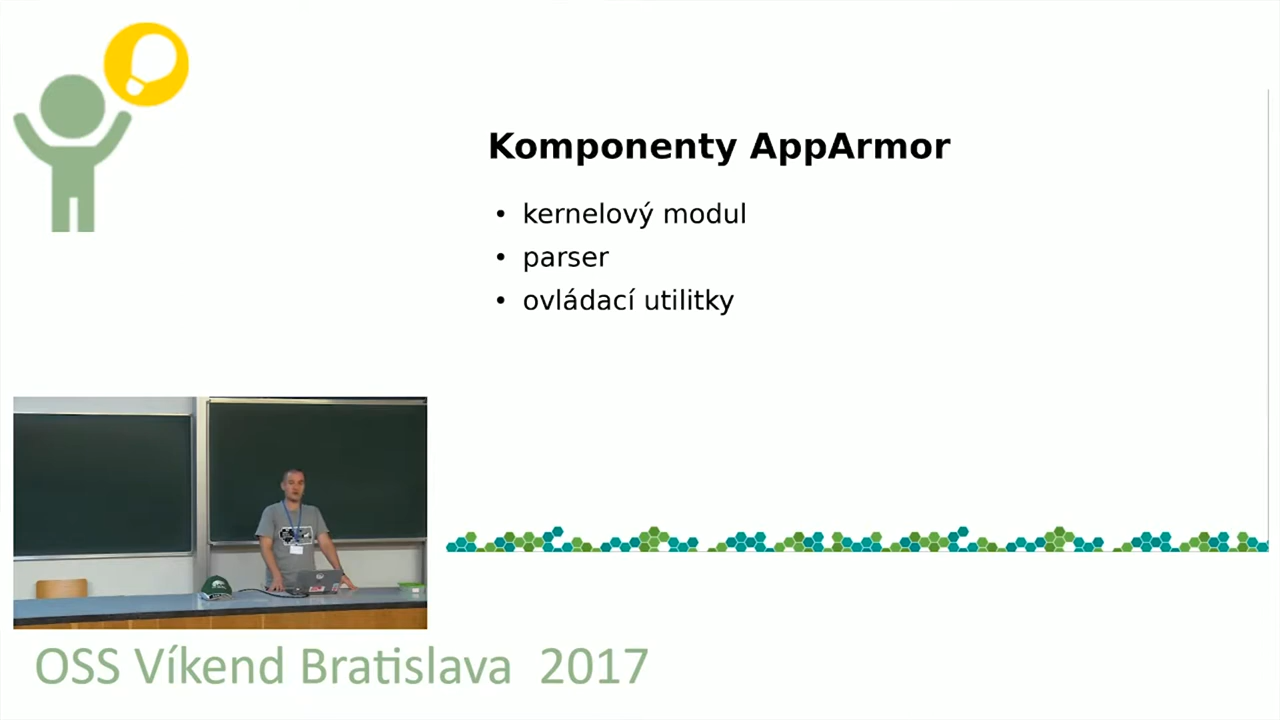 Komponenty AppArmor
• kernelový modul
• parser
• ovládací utilitky
OSS Víkend Bratislava 2017